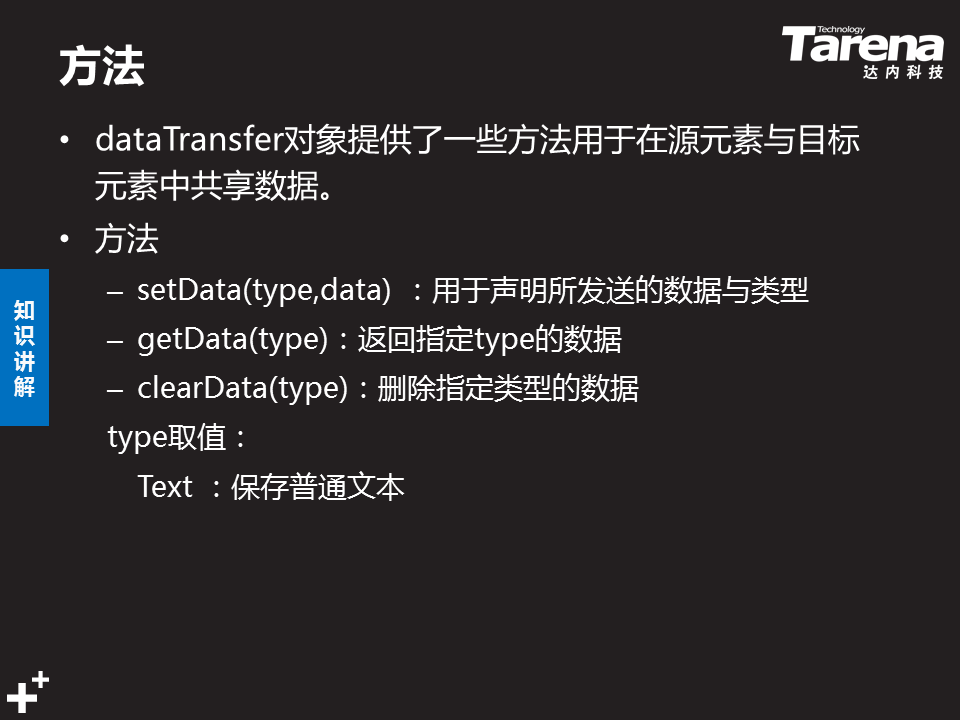 方法
Technology
Tarena
达内科技
• dataTransfer对象提供了一些方法用于在源元素与目标
元素中共享数据。
• 方法
– setData(type,data) ：用于声明所发送的数据与类型
– getData(type)：返回指定type的数据
– clearData(type)：删除指定类型的数据
type取值：
Text ：保存普通文本
知
识
讲
解